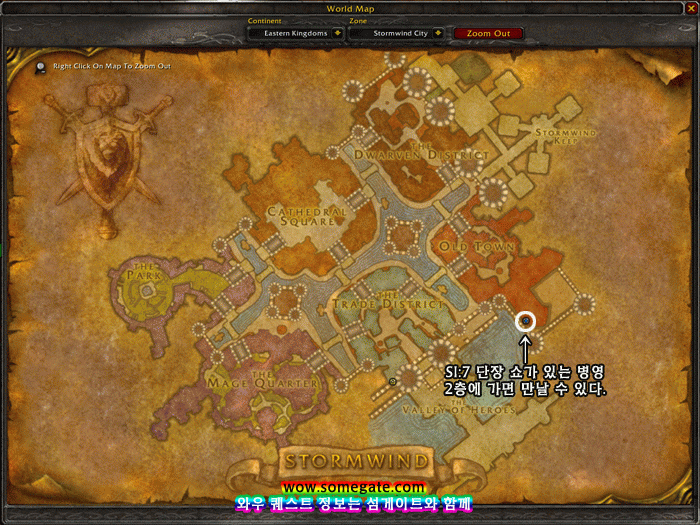 World Map
Continent
Zone
Eastern Kingdoms
Stormwind City
Zoom Out
Right Click On Map To Zoom Out
STORMWIND
KEEP
THE
DWARVEN DISTRICT
CATHEDRAL
SQUARE
OLD TOWN
THE
PARK
THE
TRADE DISTRICT
SI:7 단장 쇼가 있는 병영
2층에 가면 만날 수 있다.
THE
MAGE QUARTER
THE
VALLEY OF HEROES
STORMWIND
www.somegate.com
와우 퀘스트 정보는 섬게이트와 함께